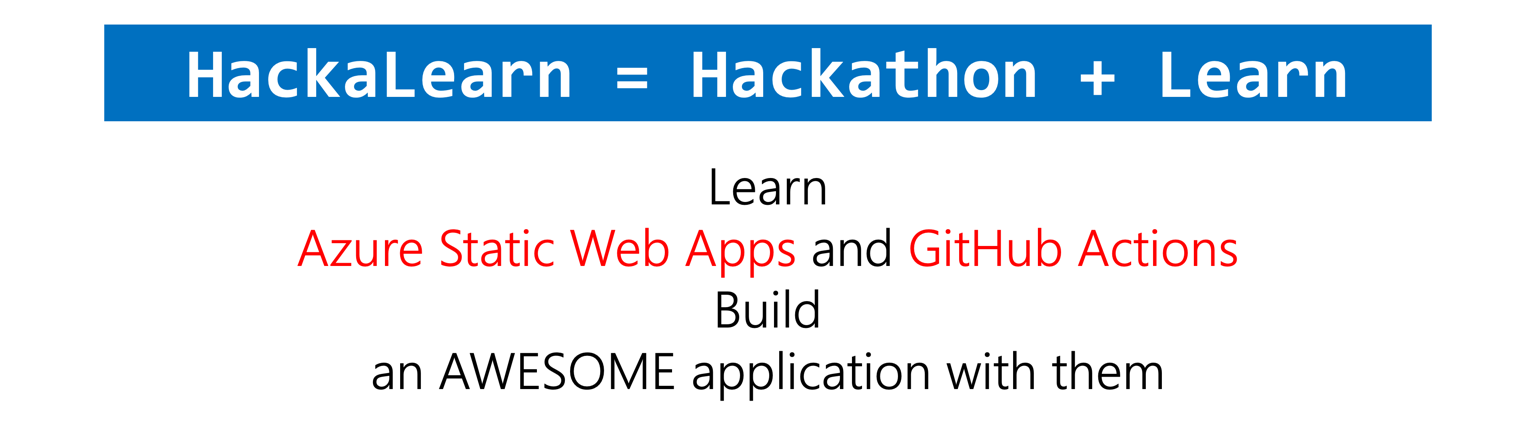 HackaLearn = Hackathon + Learn
Learn
Azure Static Web Apps and GitHub Actions
Build
an AWESOME application with them